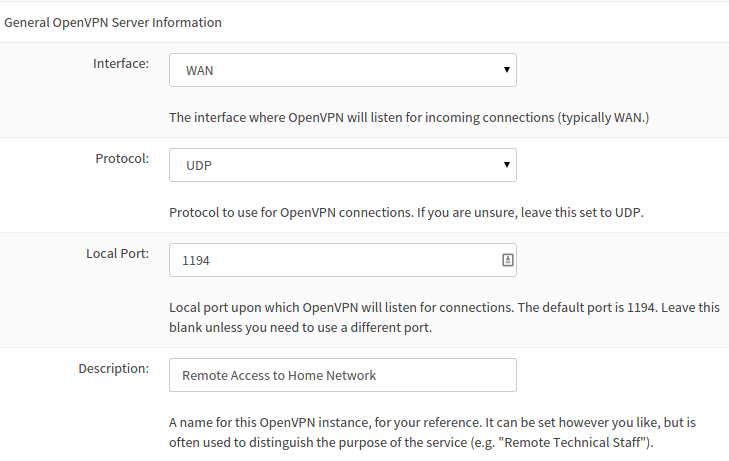 General OpenVPN Server Information
Interface:
WAN
The interface where OpenVPN will listen for incoming connections (typically WAN.)
Protocol:
UDP
Protocol to use for OpenVPN connections. If you are unsure, leave this set to UDP.
Local Port:
1194
Local port upon which OpenVPN will listen for connections. The default port is 1194. Leave this
blank unless you need to use a different port.
Description:
Remote Access to Home Network
A name for this OpenVPN instance, for your reference. It can be set however you like, but is
often used to distinguish the purpose of the service (e.g. "Remote Technical Staff").